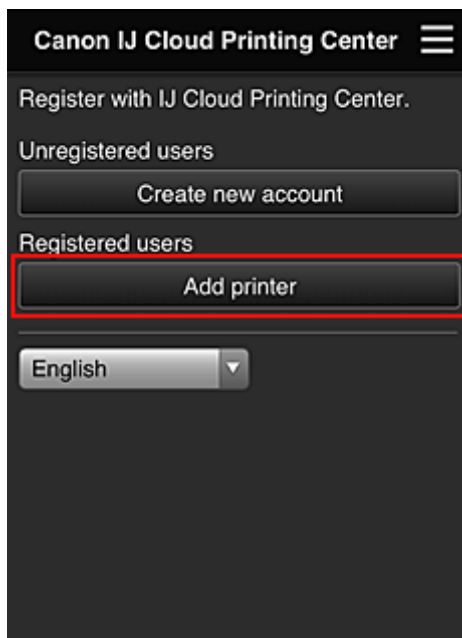 Canon IJ Cloud Printing Center
Register with IJ Cloud Printing Center.
Unregistered users
Create new account
Registered users
Add printer
English